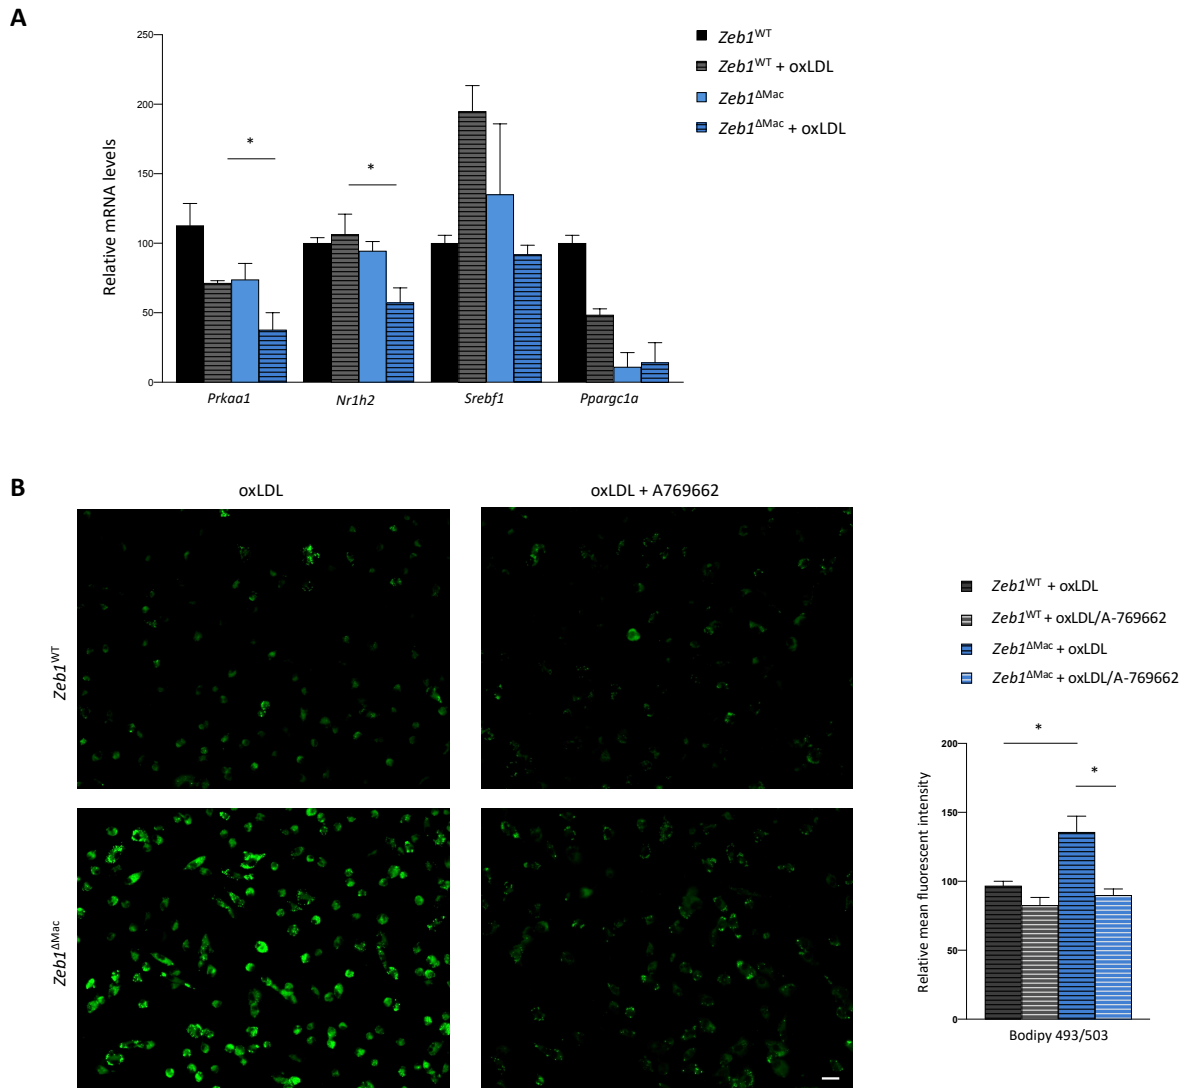 A
Zeb1WT
Zeb1WT + oxLDL
Zeb1ΔMac
Zeb1ΔMac + oxLDL
Relative mRNA levels
250
200
150
100
50
0
*
*
Prkaa1
Nr1h2
Srebf1
Ppargc1a
B
oxLDL
oxLDL + A769662
Zeb1WT
Zeb1ΔMac
Zeb1WT + oxLDL
Zeb1WT + oxLDL/A-769662
Zeb1ΔMac + oxLDL
Zeb1ΔMac + oxLDL/A-769662
Relative mean fluorescent intensity
200
150
100
50
0
*
*
Bodipy 493/503